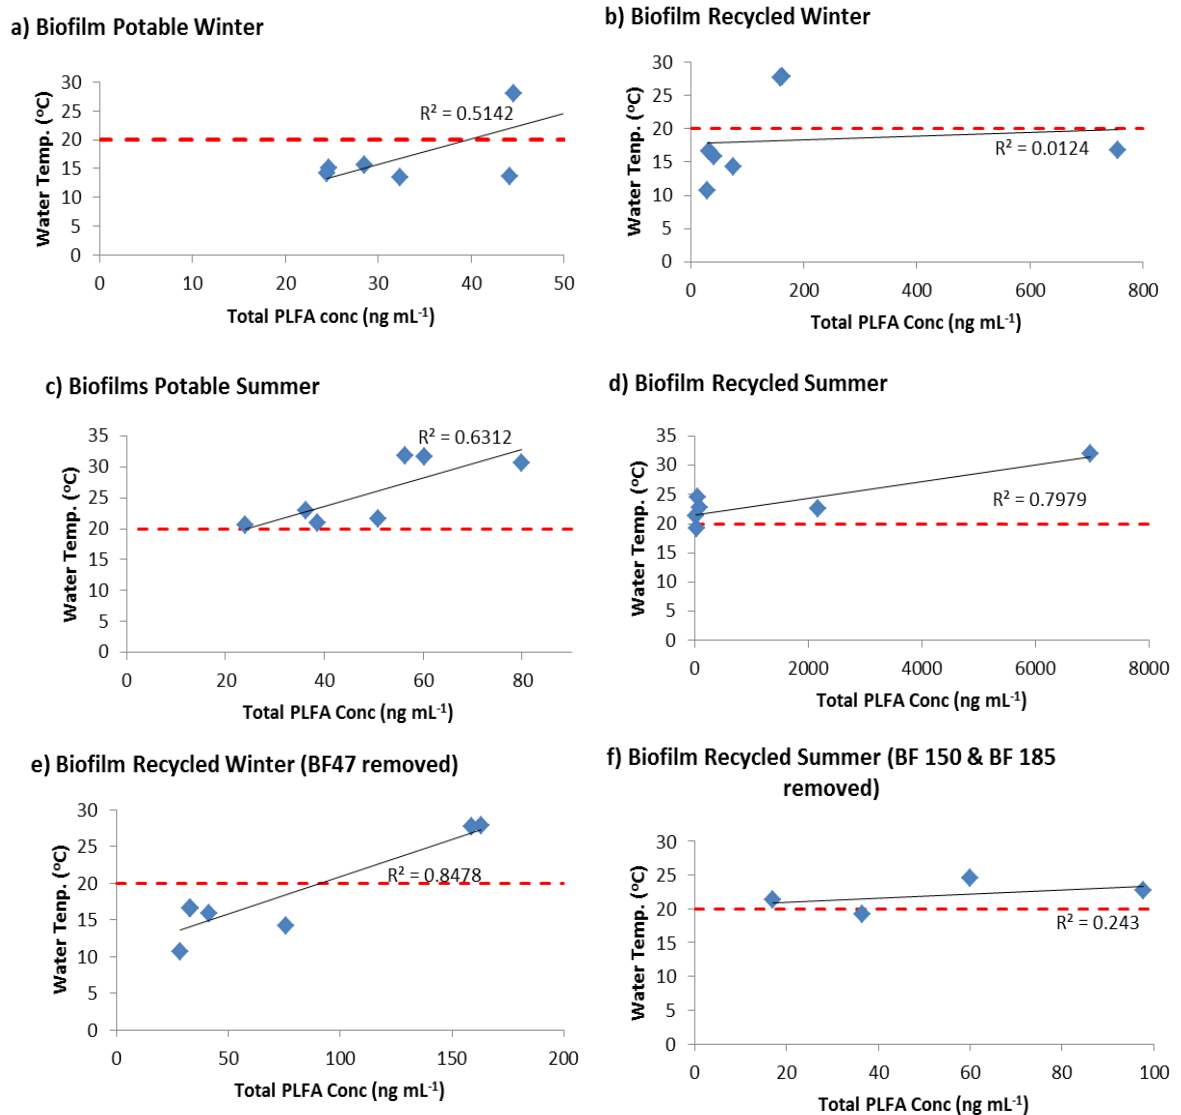 a) Biofilm Potable Winter
30
25
20
15
10
5
0
0 10 20 30 40 50
R² = 0.5142
Water Temp. (°C)
Total PLFA conc (ng mL⁻¹)
b) Biofilm Recycled Winter
30
25
20
15
10
5
0
0 200 400 600 800
R² = 0.0124
Water Tenp. (°C)
Total PLFA Conc (ng mL⁻¹)
c) Biofilms Potable Summer
35
30
25
20
15
10
5
0
0 20 40 60 80
R² = 0.6312
Water Temp. (°C)
Total PLFA Conc (ng mL⁻¹)
d) Biofilm Recycled Summer
35
30
25
20
15
10
5
0
0 2000 4000 6000 8000
R² = 0.7979
Water Temp. (°C)
Total PLFA Conc (ng mL⁻¹)
e) Biofilm Recycled Winter (BF47 removed)
30
25
20
15
10
5
0
0 50 100 150 200
R² = 0.8478
Water Temp. (°C)
Total PLFA Conc (ng mL⁻¹)
f) Biofilm Recycled Summer (BF 150 & BF 185
removed)
30
25
20
15
10
5
0
0 20 40 60 80 100
R² = 0.243
Water Temp. (°C)
Total PLFA Conc (ng mL⁻¹)